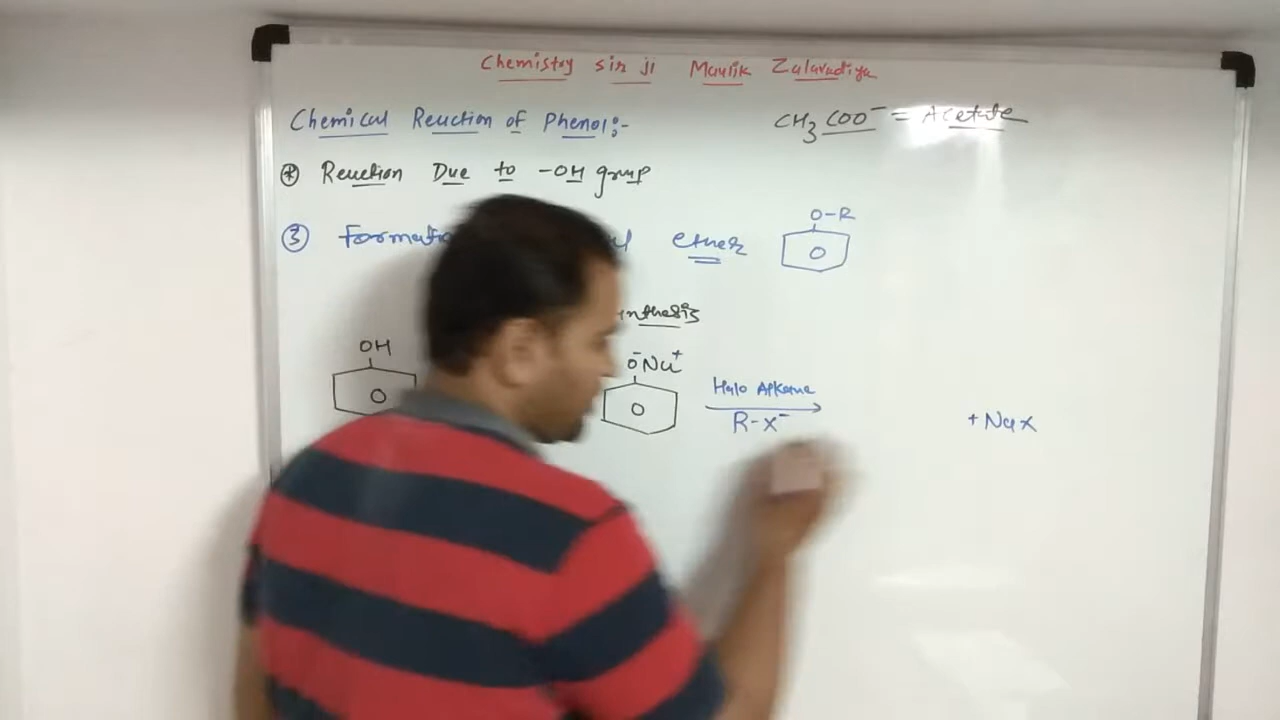 Chemistry sir ji Maulik Zalavadiya
Chemical Reaction of Phenol:-
CH3COO- = Acetate
* Reaction Due to -OH group
③ ether
O-R
OH
O-Na+
Halo Alkane
R-X-
+ NaX